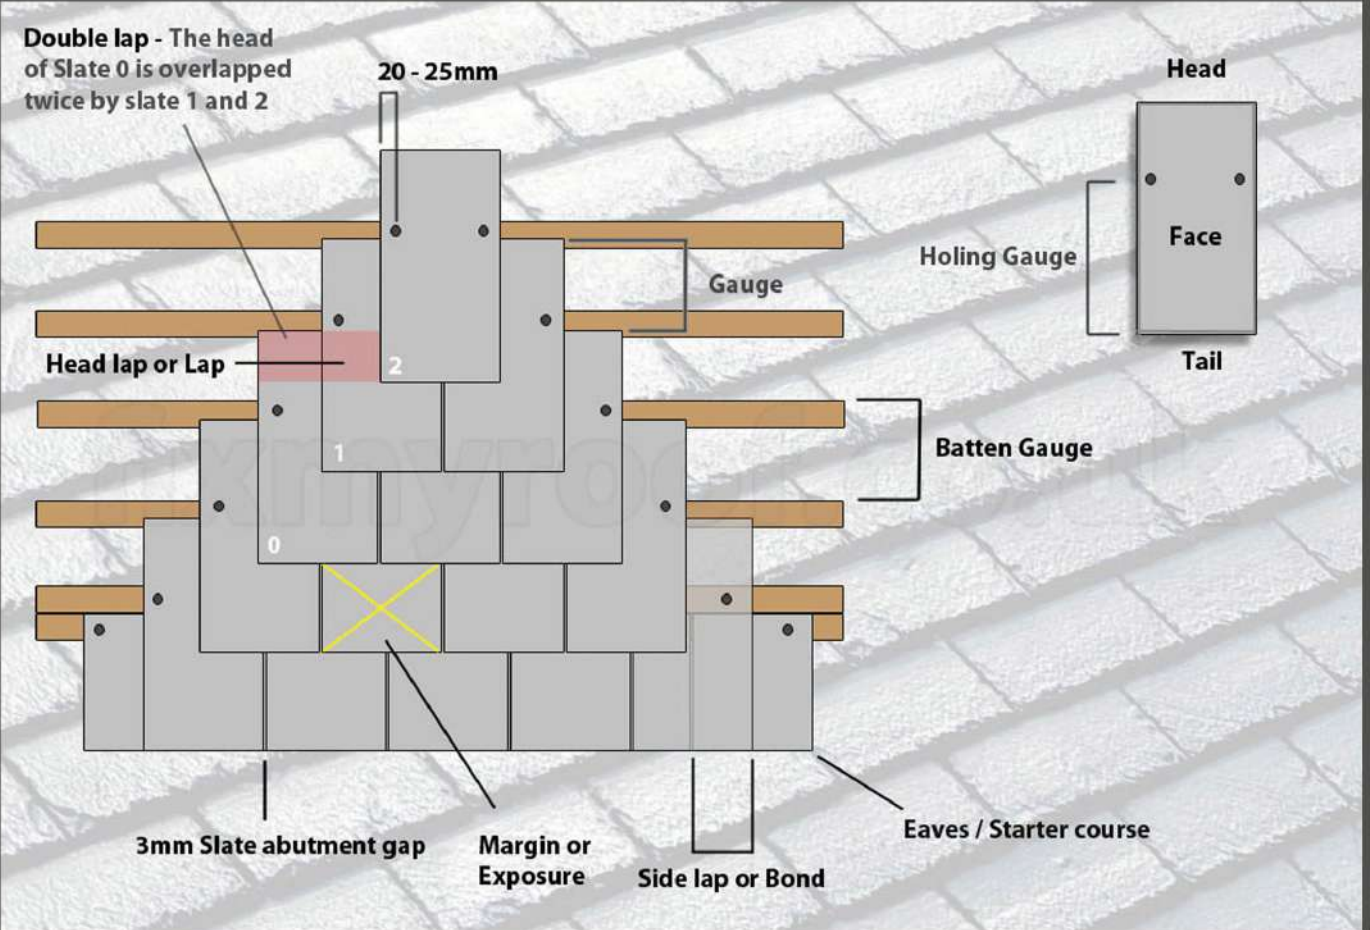 Double lap - The head
of Slate 0 is overlapped
twice by slate 1 and 2
20 - 25mm
Head
Holing Gauge
Face
Tail
Gauge
Head lap or Lap
2
1
0
Batten Gauge
3mm Slate abutment gap
Margin or
Exposure
Side lap or Bond
Eaves / Starter course